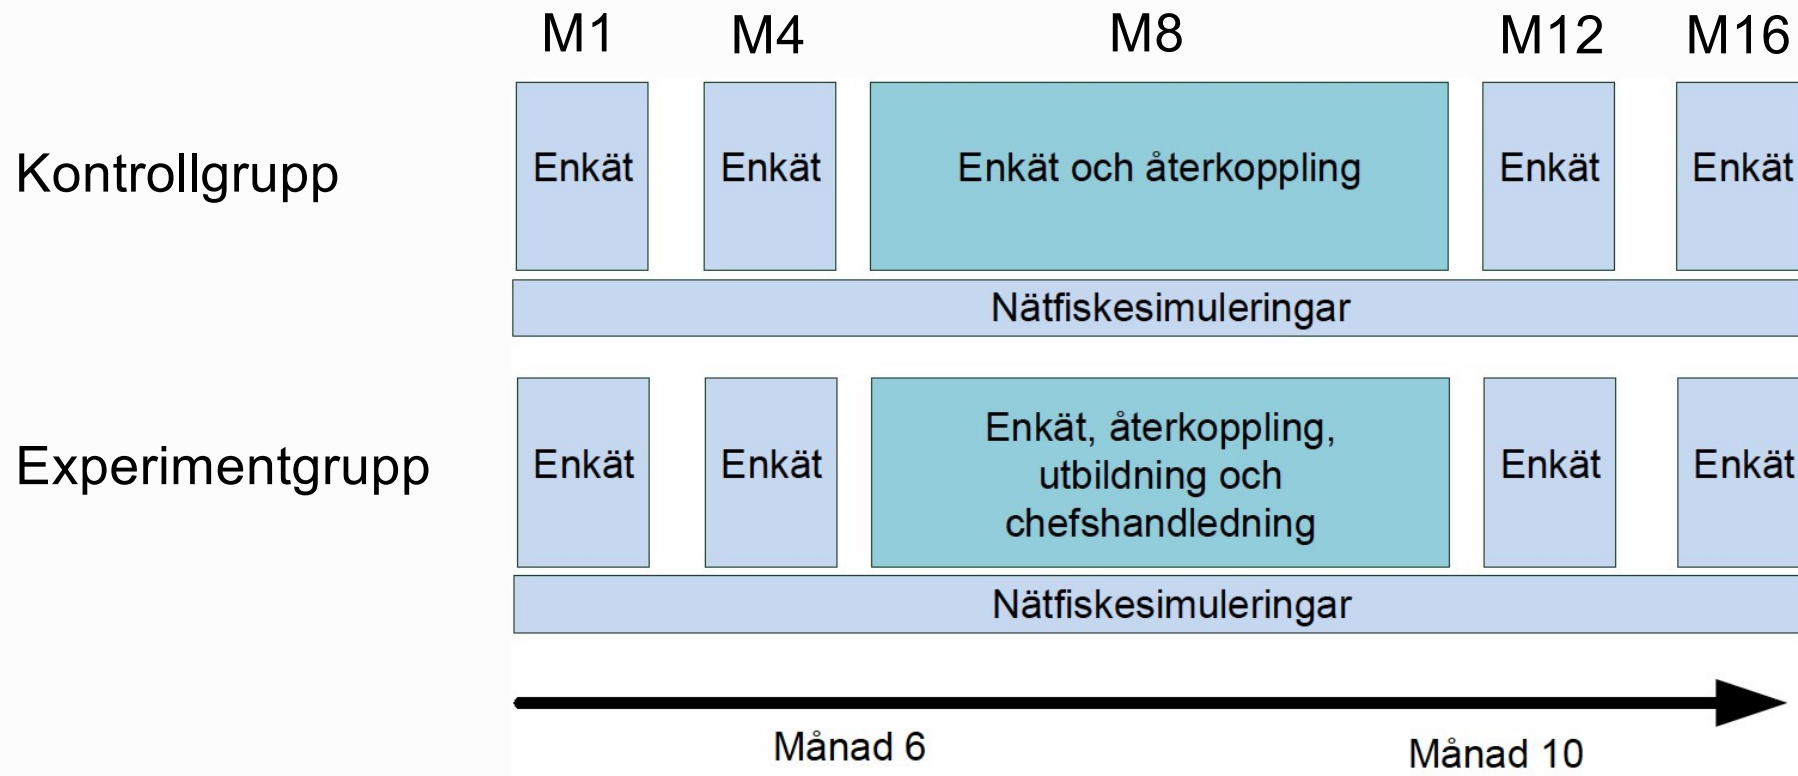 M1 M4 M8 M12 M16
Kontrollgrupp
Enkät Enkät Enkät och återkoppling Enkät Enkät
Nätfiskesimuleringar
Experimentgrupp
Enkät Enkät Enkät, återkoppling,
utbildning och
chefshandledning
Enkät Enkät
Nätfiskesimuleringar
Månad 6 Månad 10